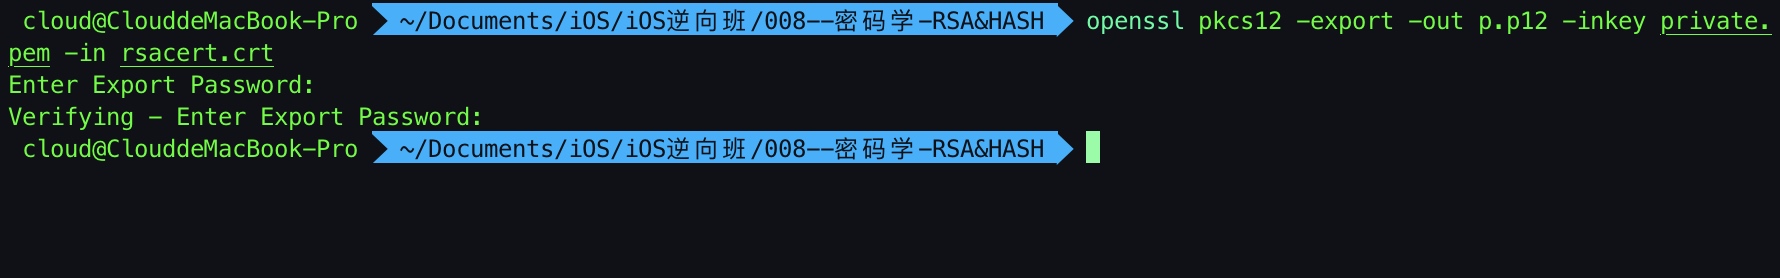 cloud@ClouddeMacBook-Pro ~/Documents/iOS/iOS逆向班/008--密码学-RSA&HASH openssl pkcs12 -export -out p.p12 -inkey private.
pem -in rsacert.crt
Enter Export Password:
Verifying - Enter Export Password:
cloud@ClouddeMacBook-Pro ~/Documents/iOS/iOS逆向班/008--密码学-RSA&HASH